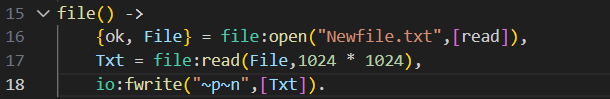 15 file() ->
16 {ok, File} = file:open("Newfile.txt",[read]),
17 Txt = file:read(File,1024 * 1024),
18 io:fwrite("~p~n",[Txt]).